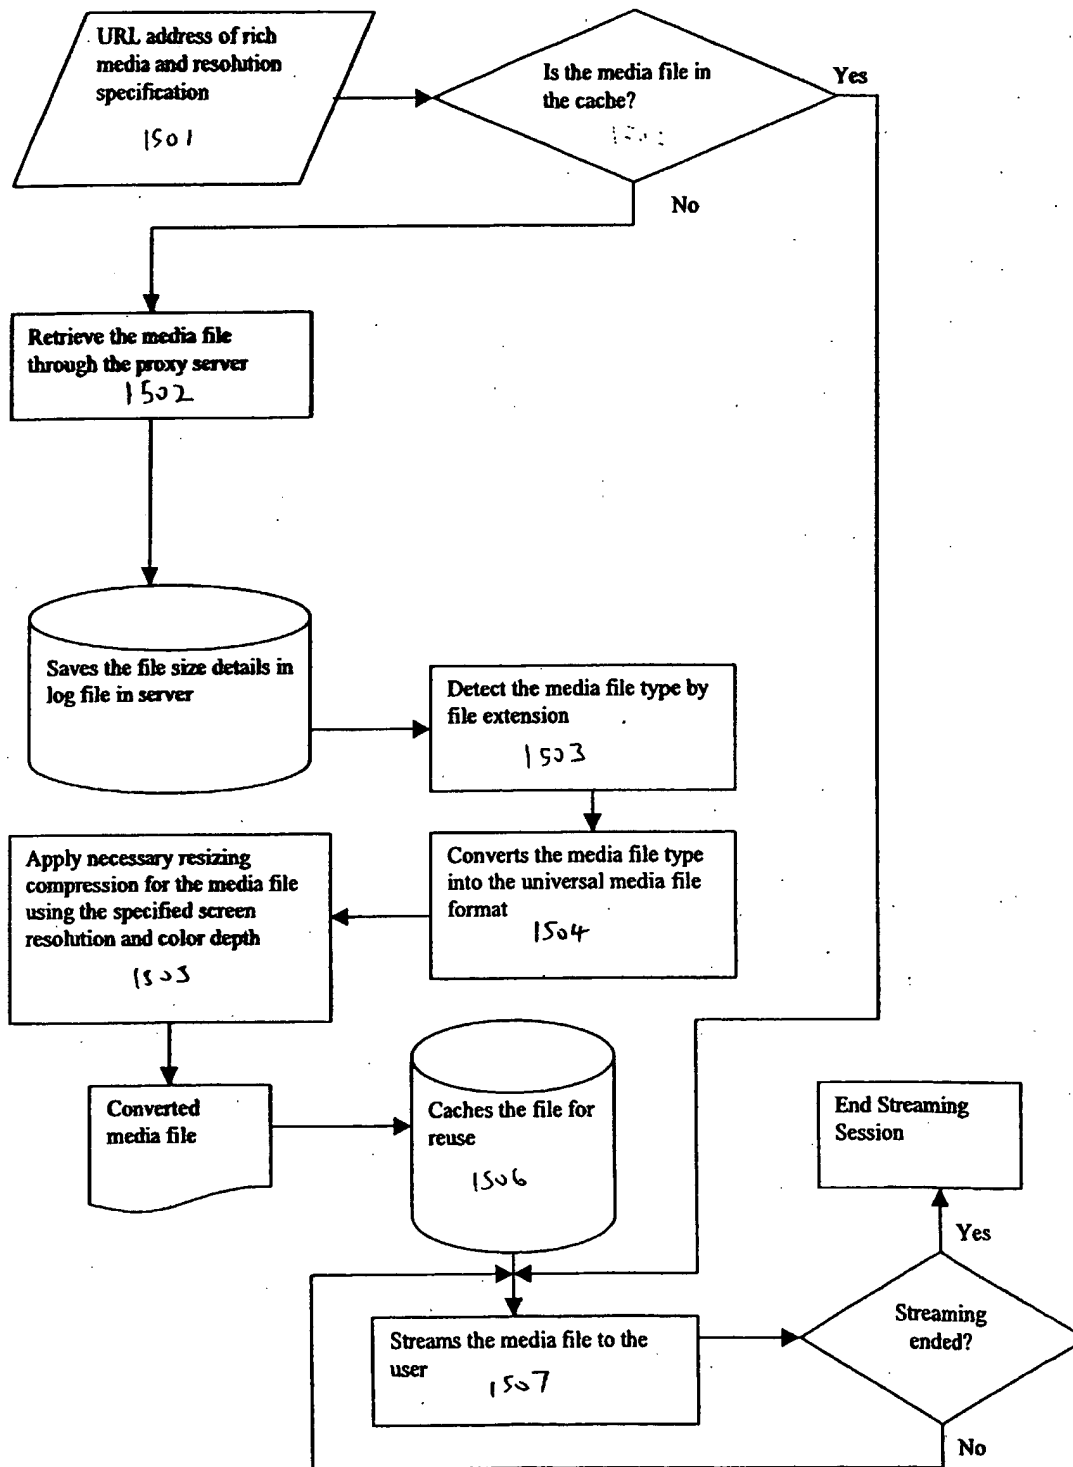 URL address of rich
media and resolution
specification
1501
Is the media file in
the cache?
Yes
No
Retrieve the media file
through the proxy server
1502
Saves the file size details in
log file in server
Detect the media file type by
file extension
1503
Converts the media file type
into the universal media file
format
1504
Apply necessary resizing
compression for the media file
using the specified screen
resolution and color depth
1505
Converted
media file
Caches the file for
reuse
1506
End Streaming
Session
Yes
Streaming
ended?
Streams the media file to the
user
1507
No